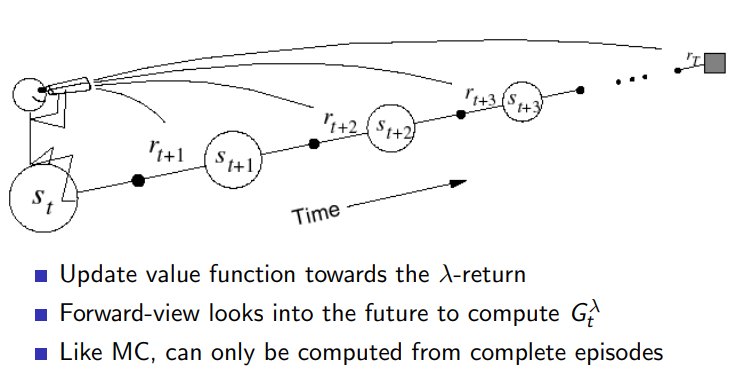 r_T
r_{t+3} s_{t+3}
r_{t+2} s_{t+2}
r_{t+1} s_{t+1}
s_t
Time
Update value function towards the λ-return
Forward-view looks into the future to compute G_t^λ
Like MC, can only be computed from complete episodes